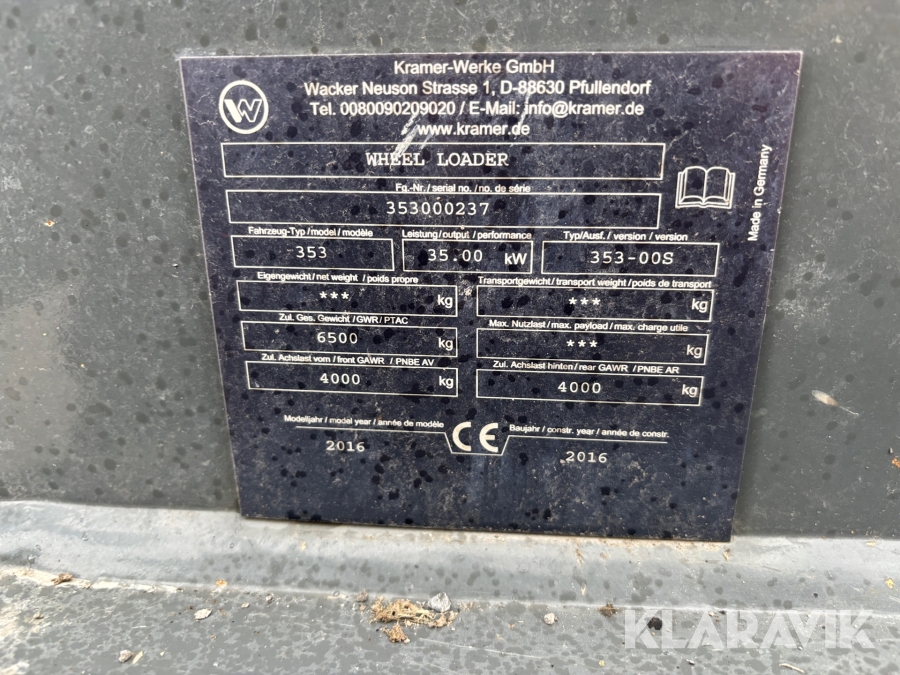 Kramer-Werke GmbH
Wacker Neuson Strasse 1, D-88630 Pfullendorf
Tel. 0080090209020 / E-Mail: info@kramer.de
www.kramer.de
WHEEL LOADER
Fg.-Nr. / serial no. / no. de série
353000237
Made in Germany
Fahrzeug-Typ / model / modèle
353
Leistung / output / performance
35.00 kW
Typ/Ausf. / version / version
353-00S
Eigengewicht / net weight / poids propre
*** kg
Transportgewicht / transport weight / poids de transport
*** kg
Zul. Ges. Gewicht / GWR / PTAC
6500 kg
Max. Nutzlast / max. payload / max. charge utile
*** kg
Zul. Achslast vorn / front GAWR / PNBE AV
4000 kg
Zul. Achslast hinten / rear GAWR / PNBE AR
4000 kg
Modelljahr / model year / année de modèle
2016
CE
Baujahr / constr. year / année de constr.
2016
KLARAVIK